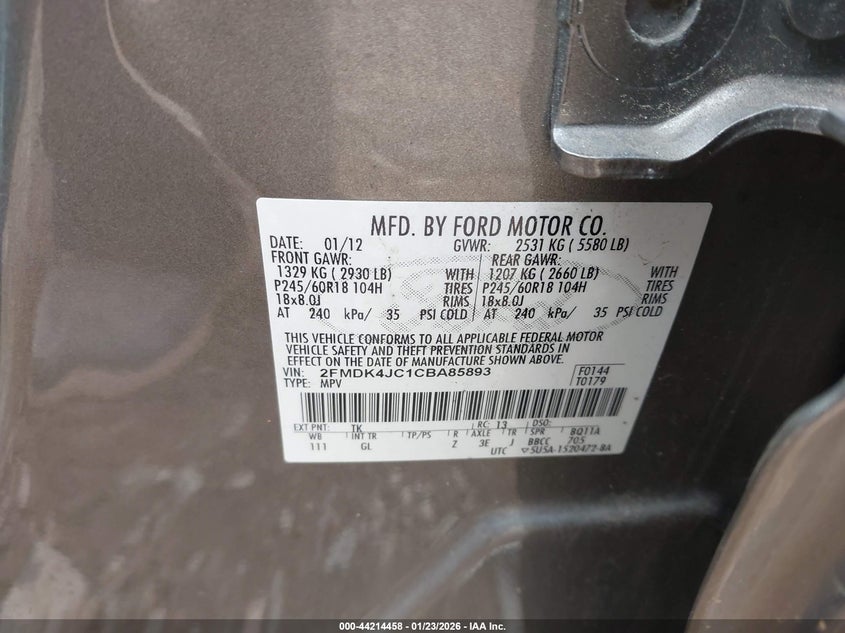 MFD. BY FORD MOTOR CO.
DATE: 01/12 GVWR: 2531 KG ( 5580 LB)
FRONT GAWR: REAR GAWR:
1329 KG ( 2930 LB) WITH 1207 KG ( 2660 LB) WITH
P245/60R18 104H TIRES P245/60R18 104H TIRES
18x8.0J RIMS 18x8.0J RIMS
AT 240 kPa/ 35 PSI COLD AT 240 kPa/ 35 PSI COLD
THIS VEHICLE CONFORMS TO ALL APPLICABLE FEDERAL MOTOR
VEHICLE SAFETY AND THEFT PREVENTION STANDARDS IN
EFFECT ON THE DATE OF MANUFACTURE SHOWN ABOVE.
VIN: 2FMDK4JC1CBA85893 F0144
TYPE: MPV T0179
EXT PNT: TK RC: 13 DSO:
WB INT TR TP/PS R AXLE TR SPR BQ11A
111 GL Z 3E J BBCC 705
UTC 5U5A-1520472-BA
000-44214458 - 01/23/2026 - IAA Inc.